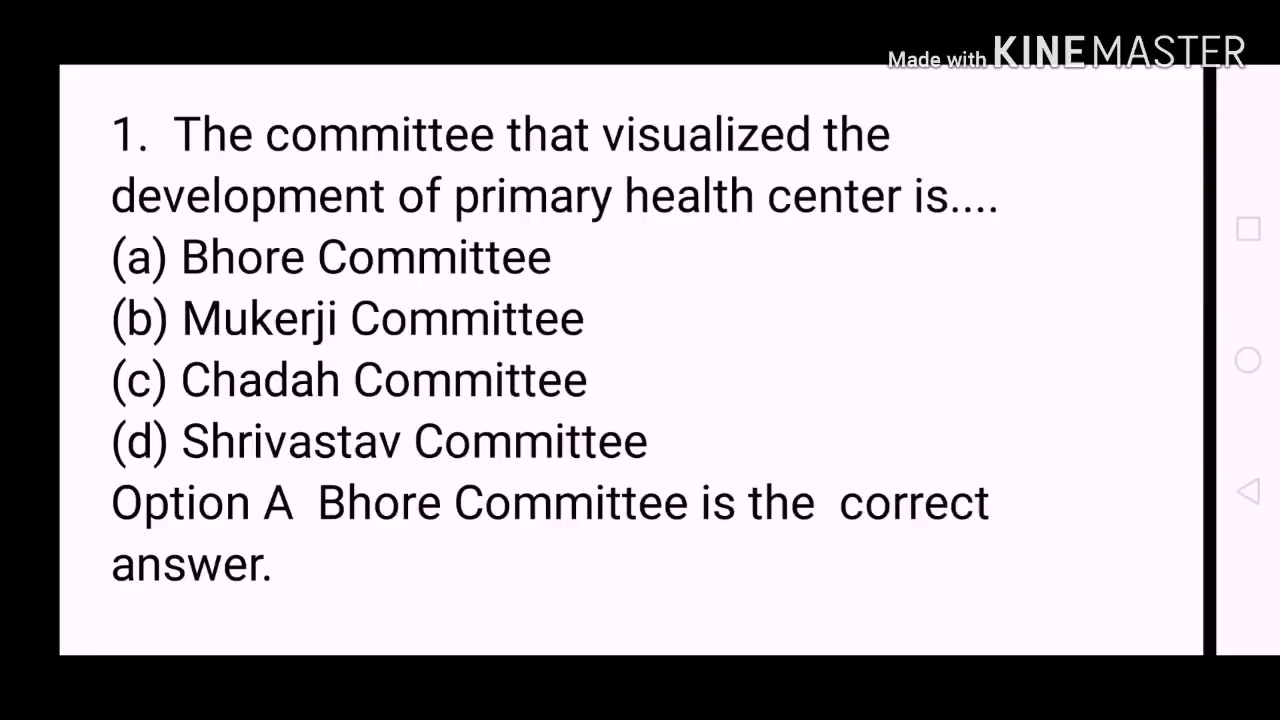 Made with KINEMASTER
1. The committee that visualized the
development of primary health center is....
(a) Bhore Committee
(b) Mukerji Committee
(c) Chadah Committee
(d) Shrivastav Committee
Option A Bhore Committee is the correct
answer.